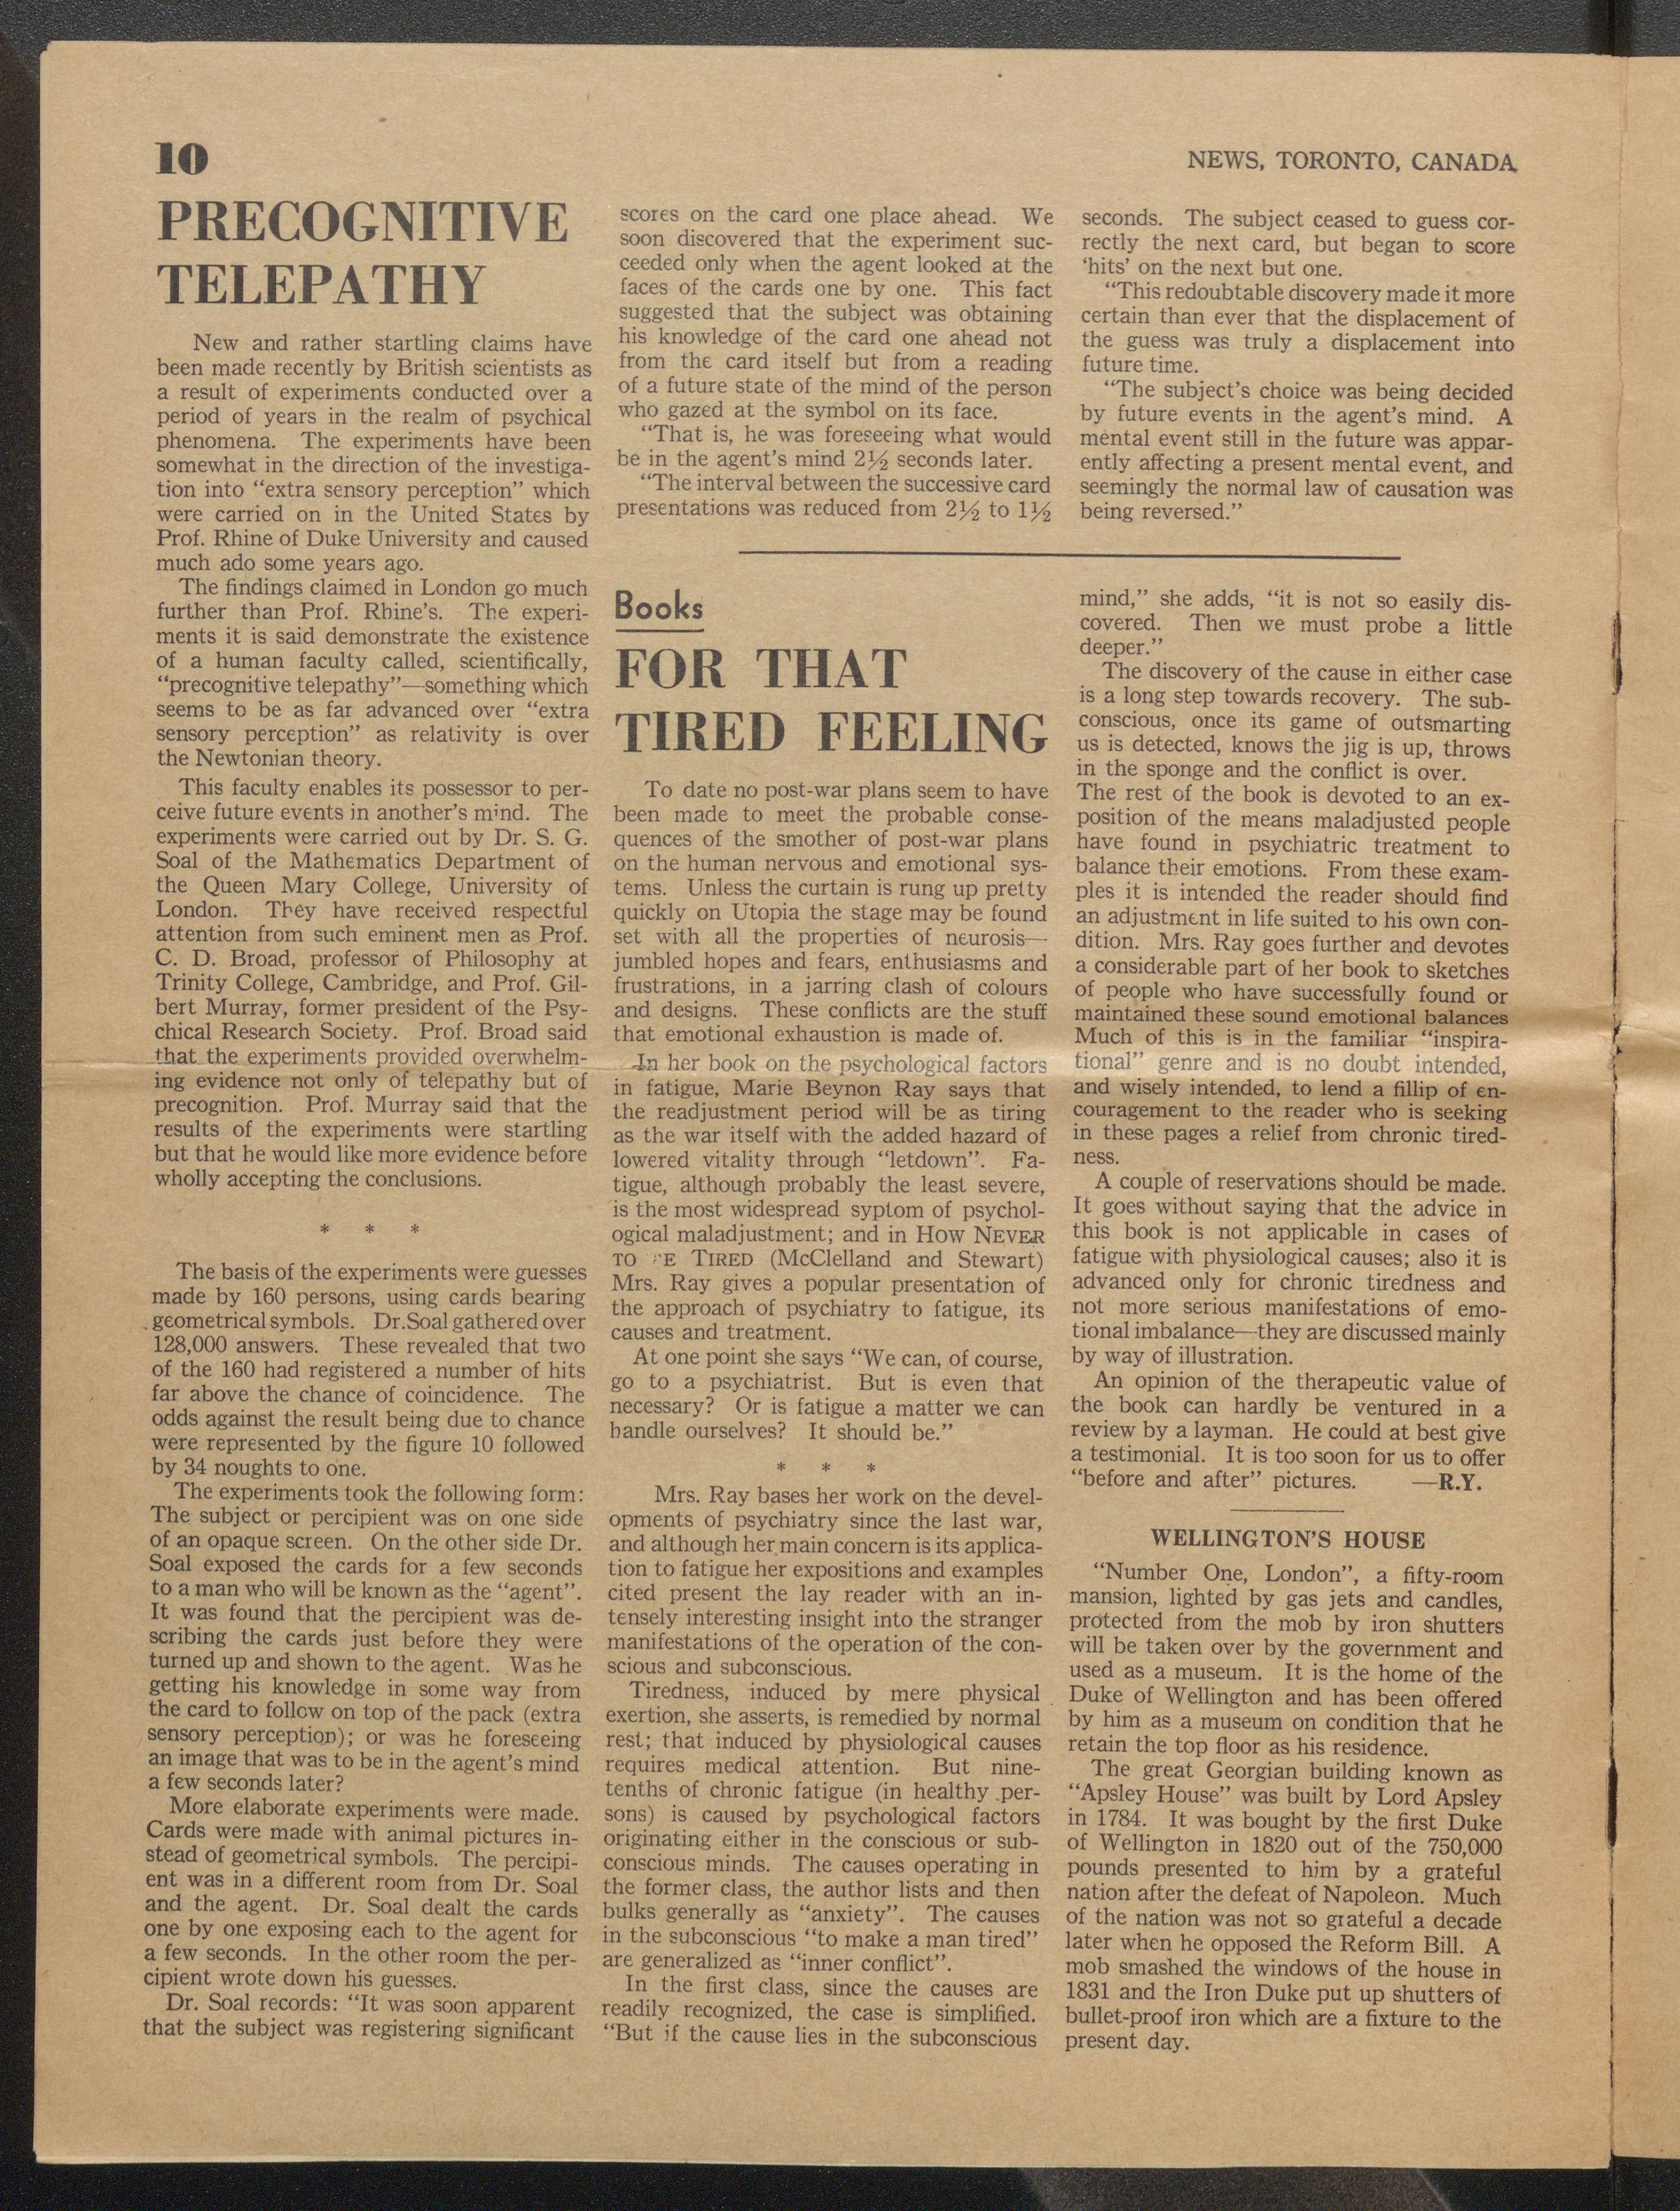 10
NEWS, TORONTO, CANADA
PRECOGNITIVE
TELEPATHY
New and rather startling claims have
been made recently by British scientists as
a result of experiments conducted over a
period of years in the realm of psychical
phenomena. The experiments have been
somewhat in the direction of the investiga-
tion into "extra sensory perception" which
were carried on in the United States by
Prof. Rhine of Duke University and caused
much ado some years ago.
The findings claimed in London go much
further than Prof. Rhine's. The experi-
ments it is said demonstrate the existence
of a human faculty called, scientifically,
"precognitive telepathy"—something which
seems to be as far advanced over "extra
sensory perception" as relativity is over
the Newtonian theory.
This faculty enables its possessor to per-
ceive future events in another's mind. The
experiments were carried out by Dr. S. G.
Soal of the Mathematics Department of
the Queen Mary College, University of
London. They have received respectful
attention from such eminent men as Prof.
C. D. Broad, professor of Philosophy at
Trinity College, Cambridge, and Prof. Gil-
bert Murray, former president of the Psy-
chical Research Society. Prof. Broad said
that the experiments provided overwhelm-
ing evidence not only of telepathy but of
precognition. Prof. Murray said that the
results of the experiments were startling
but that he would like more evidence before
wholly accepting the conclusions.
* * *
The basis of the experiments were guesses
made by 160 persons, using cards bearing
geometrical symbols. Dr.Soal gathered over
128,000 answers. These revealed that two
of the 160 had registered a number of hits
far above the chance of coincidence. The
odds against the result being due to chance
were represented by the figure 10 followed
by 34 noughts to one.
The experiments took the following form:
The subject or percipient was on one side
of an opaque screen. On the other side Dr.
Soal exposed the cards for a few seconds
to a man who will be known as the "agent".
It was found that the percipient was de-
scribing the cards just before they were
turned up and shown to the agent. Was he
getting his knowledge in some way from
the card to follow on top of the pack (extra
sensory perception); or was he foreseeing
an image that was to be in the agent's mind
a few seconds later?
More elaborate experiments were made.
Cards were made with animal pictures in-
stead of geometrical symbols. The percipi-
ent was in a different room from Dr. Soal
and the agent. Dr. Soal dealt the cards
one by one exposing each to the agent for
a few seconds. In the other room the per-
cipient wrote down his guesses.
Dr. Soal records: "It was soon apparent
that the subject was registering significant
scores on the card one place ahead. We
soon discovered that the experiment suc-
ceeded only when the agent looked at the
faces of the cards one by one. This fact
suggested that the subject was obtaining
his knowledge of the card one ahead not
from the card itself but from a reading
of a future state of the mind of the person
who gazed at the symbol on its face.
"That is, he was foreseeing what would
be in the agent's mind 2½ seconds later.
"The interval between the successive card
presentations was reduced from 2½ to 1½
seconds. The subject ceased to guess cor-
rectly the next card, but began to score
'hits' on the next but one.
"This redoubtable discovery made it more
certain than ever that the displacement of
the guess was truly a displacement into
future time.
"The subject's choice was being decided
by future events in the agent's mind. A
mental event still in the future was appar-
ently affecting a present mental event, and
seemingly the normal law of causation was
being reversed."
Books
FOR THAT
TIRED FEELING
To date no post-war plans seem to have
been made to meet the probable conse-
quences of the smother of post-war plans
on the human nervous and emotional sys-
tems. Unless the curtain is rung up pretty
quickly on Utopia the stage may be found
set with all the properties of neurosis—
jumbled hopes and fears, enthusiasms and
frustrations, in a jarring clash of colours
and designs. These conflicts are the stuff
that emotional exhaustion is made of.
In her book on the psychological factors
in fatigue, Marie Beynon Ray says that
the readjustment period will be as tiring
as the war itself with the added hazard of
lowered vitality through "letdown". Fa-
tigue, although probably the least severe,
is the most widespread syptom of psychol-
ogical maladjustment; and in HOW NEVER
TO BE TIRED (McClelland and Stewart)
Mrs. Ray gives a popular presentation of
the approach of psychiatry to fatigue, its
causes and treatment.
At one point she says "We can, of course,
go to a psychiatrist. But is even that
necessary? Or is fatigue a matter we can
handle ourselves? It should be."
* * *
Mrs. Ray bases her work on the devel-
opments of psychiatry since the last war,
and although her main concern is its applica-
tion to fatigue her expositions and examples
cited present the lay reader with an in-
tensely interesting insight into the stranger
manifestations of the operation of the con-
scious and subconscious.
Tiredness, induced by mere physical
exertion, she asserts, is remedied by normal
rest; that induced by physiological causes
requires medical attention. But nine-
tenths of chronic fatigue (in healthy per-
sons) is caused by psychological factors
originating either in the conscious or sub-
conscious minds. The causes operating in
the former class, the author lists and then
bulks generally as "anxiety". The causes
in the subconscious "to make a man tired"
are generalized as "inner conflict".
In the first class, since the causes are
readily recognized, the case is simplified.
"But if the cause lies in the subconscious
mind," she adds, "it is not so easily dis-
covered. Then we must probe a little
deeper."
The discovery of the cause in either case
is a long step towards recovery. The sub-
conscious, once its game of outsmarting
us is detected, knows the jig is up, throws
in the sponge and the conflict is over.
The rest of the book is devoted to an ex-
position of the means maladjusted people
have found in psychiatric treatment to
balance their emotions. From these exam-
ples it is intended the reader should find
an adjustment in life suited to his own con-
dition. Mrs. Ray goes further and devotes
a considerable part of her book to sketches
of people who have successfully found or
maintained these sound emotional balances
Much of this is in the familiar "inspira-
tional" genre and is no doubt intended,
and wisely intended, to lend a fillip of en-
couragement to the reader who is seeking
in these pages a relief from chronic tired-
ness.
A couple of reservations should be made.
It goes without saying that the advice in
this book is not applicable in cases of
fatigue with physiological causes; also it is
advanced only for chronic tiredness and
not more serious manifestations of emo-
tional imbalance—they are discussed mainly
by way of illustration.
An opinion of the therapeutic value of
the book can hardly be ventured in a
review by a layman. He could at best give
a testimonial. It is too soon for us to offer
"before and after" pictures. —R.Y.
WELLINGTON'S HOUSE
"Number One, London", a fifty-room
mansion, lighted by gas jets and candles,
protected from the mob by iron shutters
will be taken over by the government and
used as a museum. It is the home of the
Duke of Wellington and has been offered
by him as a museum on condition that he
retain the top floor as his residence.
The great Georgian building known as
"Apsley House" was built by Lord Apsley
in 1784. It was bought by the first Duke
of Wellington in 1820 out of the 750,000
pounds presented to him by a grateful
nation after the defeat of Napoleon. Much
of the nation was not so grateful a decade
later when he opposed the Reform Bill. A
mob smashed the windows of the house in
1831 and the Iron Duke put up shutters of
bullet-proof iron which are a fixture to the
present day.